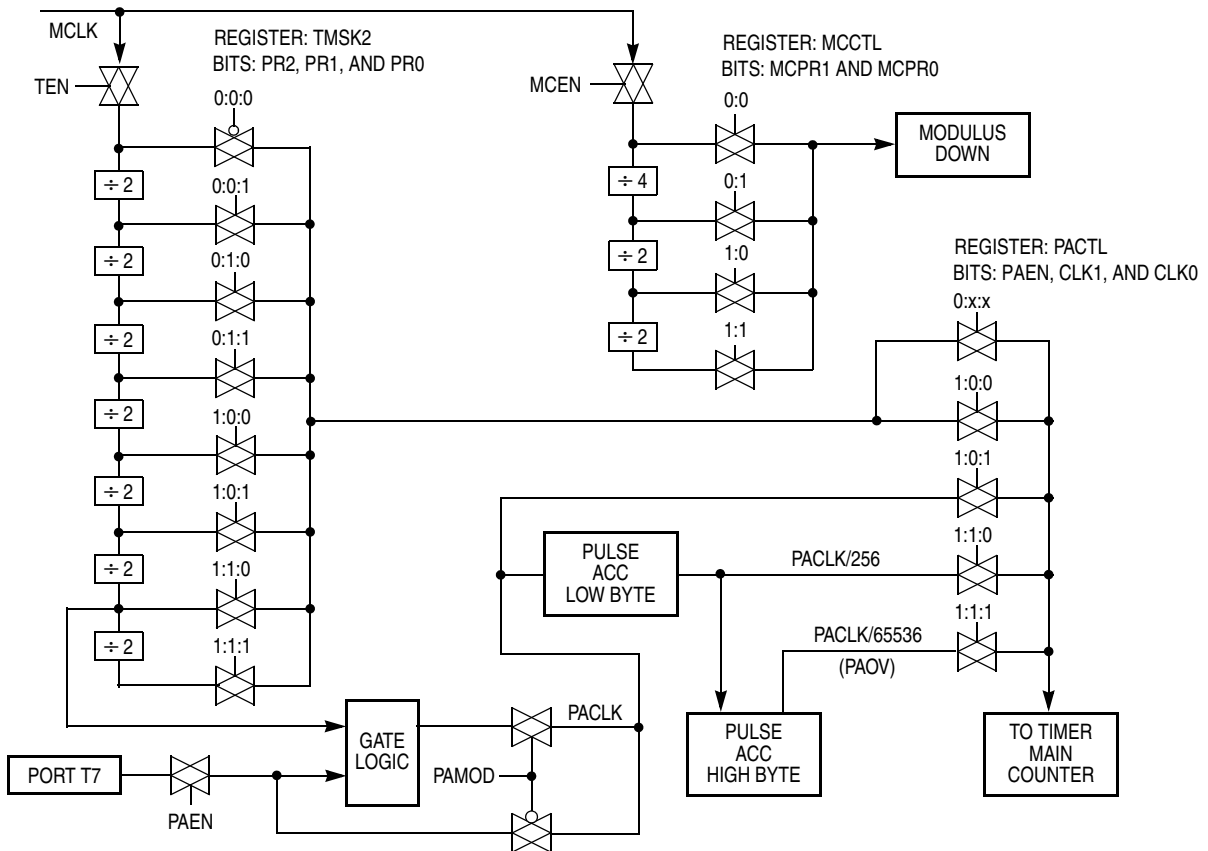 MCLK
REGISTER: TMSK2
BITS: PR2, PR1, AND PR0
TEN
0:0:0
÷ 2
0:0:1
÷ 2
0:1:0
÷ 2
0:1:1
÷ 2
1:0:0
÷ 2
1:0:1
÷ 2
1:1:0
÷ 2
1:1:1
REGISTER: MCCTL
BITS: MCPR1 AND MCPR0
MCEN
0:0
MODULUS
DOWN
÷ 4
0:1
÷ 2
1:0
÷ 2
1:1
REGISTER: PACTL
BITS: PAEN, CLK1, AND CLK0
0:x:x
1:0:0
1:0:1
1:1:0
1:1:1
PULSE
ACC
LOW BYTE
PACLK/256
PACLK/65536
(PAOV)
PULSE
ACC
HIGH BYTE
TO TIMER
MAIN
COUNTER
PORT T7
PAEN
GATE
LOGIC
PACLK
PAMOD